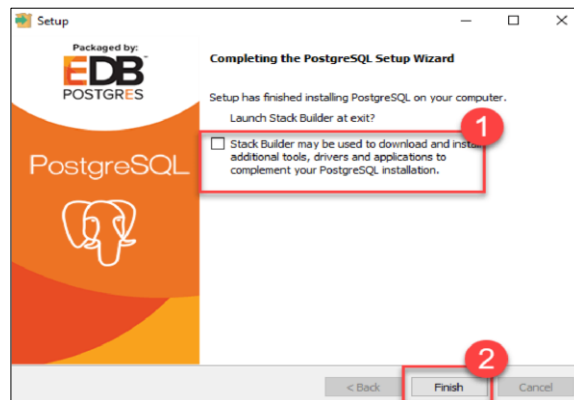 Setup
Packaged by:
EDB
POSTGRES
PostgreSQL
Completing the PostgreSQL Setup Wizard
Setup has finished installing PostgreSQL on your computer.
Launch Stack Builder at exit?
1
Stack Builder may be used to download and install
additional tools, drivers and applications to
complement your PostgreSQL installation.
2
< Back
Finish
Cancel